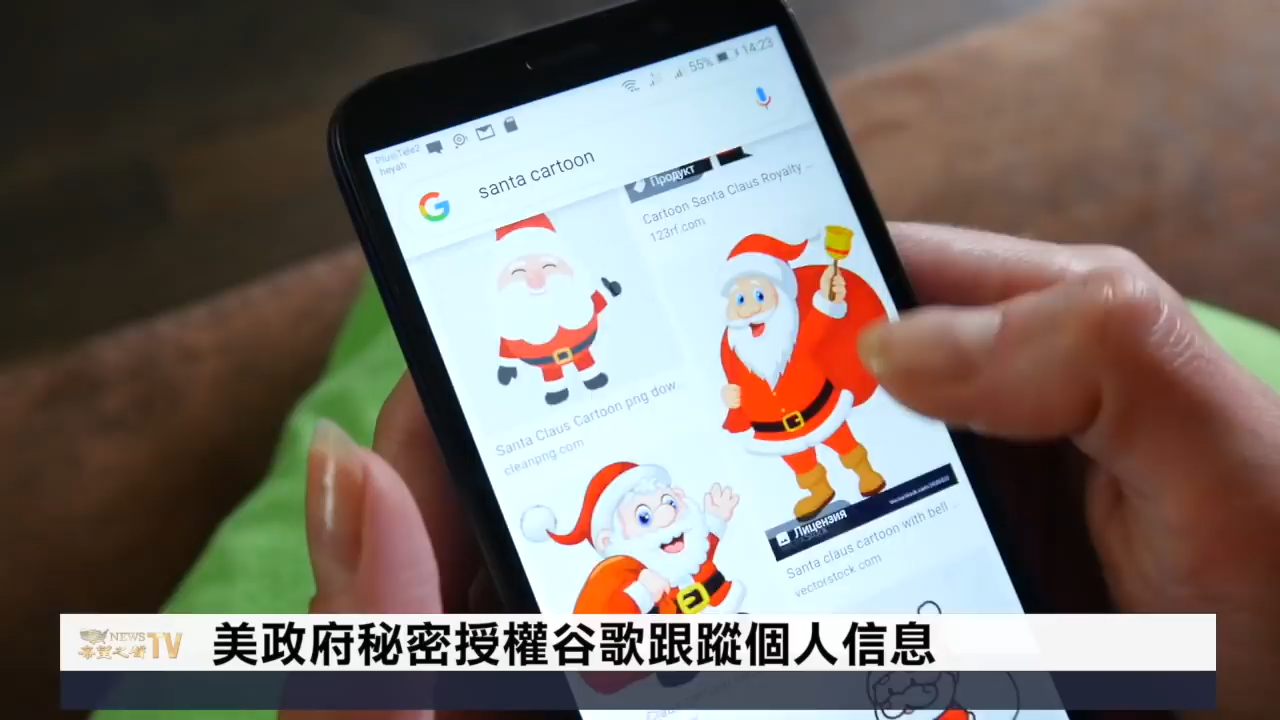 14:23
55%
PlusTele2
heyah
santa cartoon
Продукт
Cartoon Santa Claus Royalty ...
123rf.com
Santa Claus Cartoon png dow...
cleanpng.com
Лицензия
Santa claus cartoon with bell ...
vectorstock.com
NEWS
TV
美政府秘密授權谷歌跟蹤個人信息